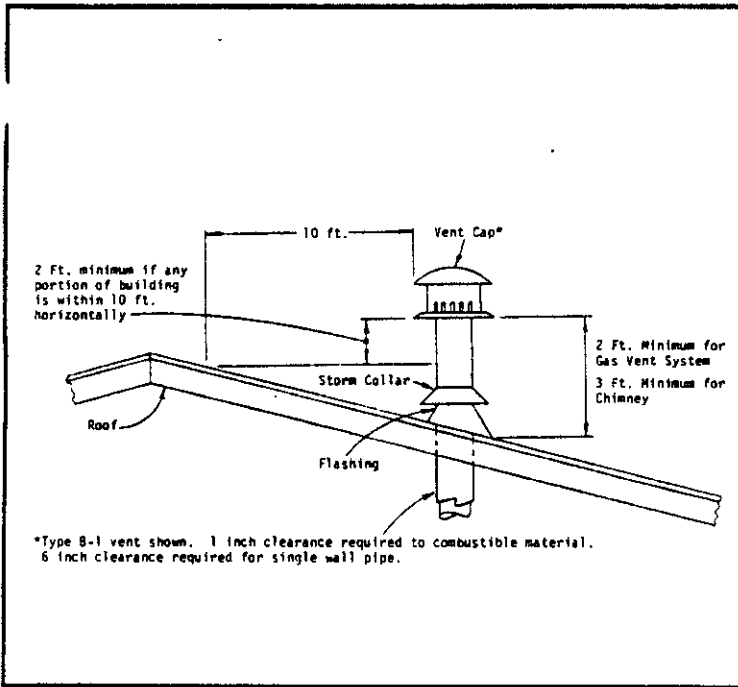 10 ft.
Vent Cap*
2 Ft. minimum if any
portion of building
is within 10 ft.
horizontally
2 Ft. Minimum for
Gas Vent System
3 Ft. Minimum for
Chimney
Storm Collar
Roof
Flashing
*Type B-1 vent shown. 1 inch clearance required to combustible material.
6 inch clearance required for single wall pipe.